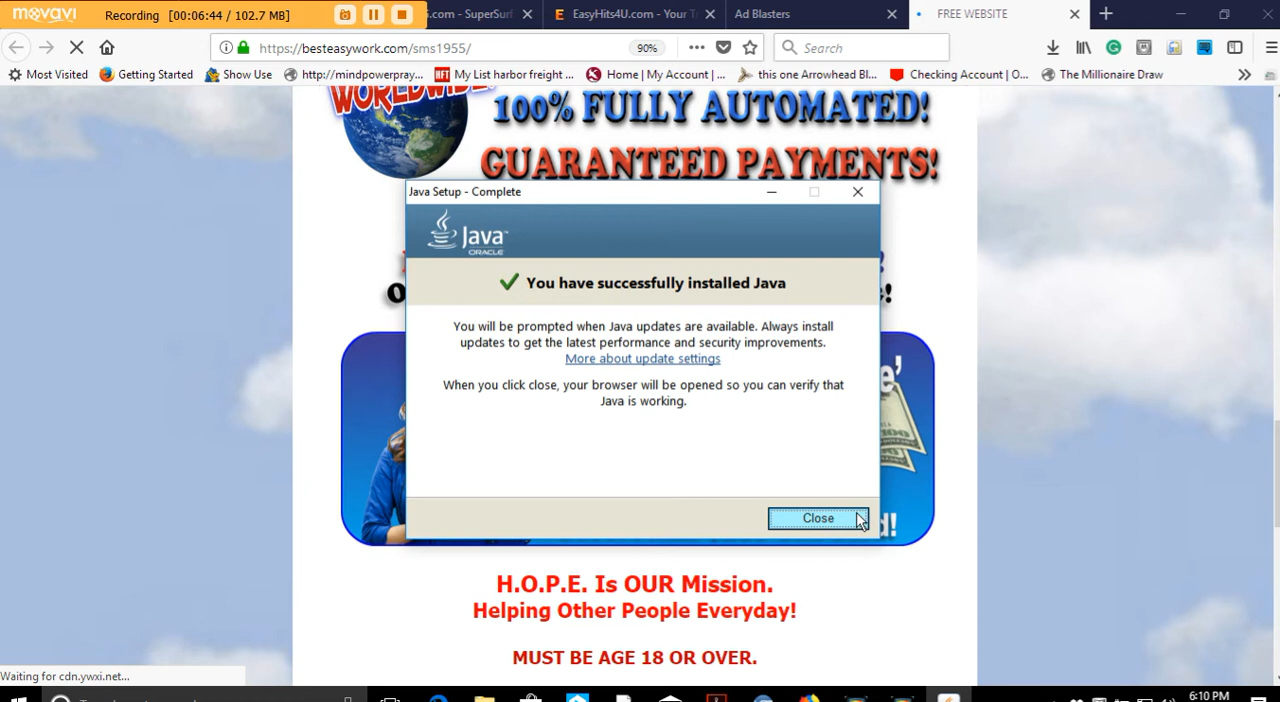 movavi Recording [00:06:44 / 102.7 MB]
i.com - SuperSurf EasyHits4U.com - Your Tr Ad Blasters FREE WEBSITE
https://besteasywork.com/sms1955/ 90% Search
Most Visited Getting Started Show Use http://mindpowerpray... My List harbor freight ... Home | My Account | ... this one Arrowhead Bl... Checking Account | O... The Millionaire Draw
WORLDWIDE!
100% FULLY AUTOMATED!
GUARANTEED PAYMENTS!
Java Setup - Complete
Java
ORACLE
You have successfully installed Java
You will be prompted when Java updates are available. Always install
updates to get the latest performance and security improvements.
More about update settings
When you click close, your browser will be opened so you can verify that
Java is working.
Close
H.O.P.E. Is OUR Mission.
Helping Other People Everyday!
MUST BE AGE 18 OR OVER.
Waiting for cdn.ywxi.net...
6:10 PM